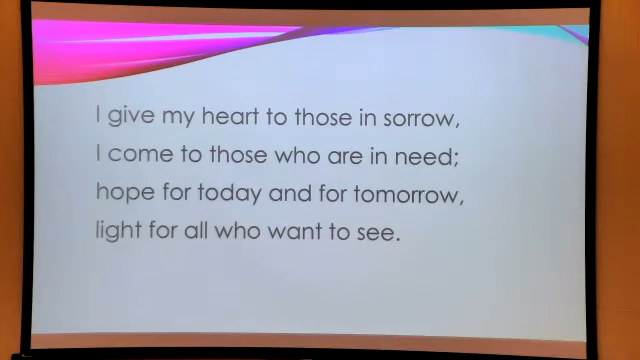 I give my heart to those in sorrow,
I come to those who are in need;
hope for today and for tomorrow,
light for all who want to see.